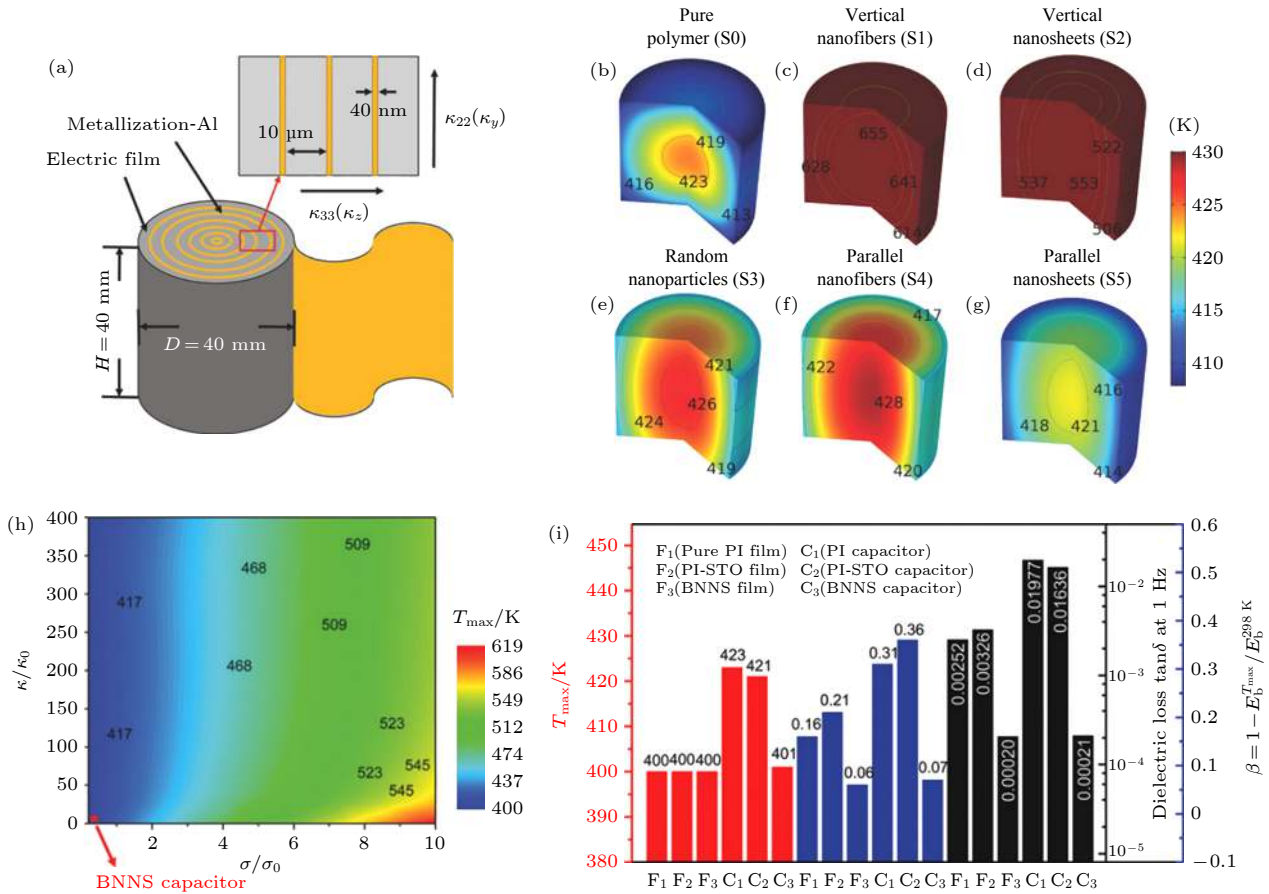 (a)
Metallization-Al
Electric film
10 µm
40 nm
κ22(κy)
κ33(κz)
H=40 mm
D=40 mm
Pure
polymer (S0)
Vertical
nanofibers (S1)
Vertical
nanosheets (S2)
(b)
419
416
423
413
(c)
655
628
641
614
(d)
522
537
553
506
(K)
430
425
420
415
410
Random
nanoparticles (S3)
Parallel
nanofibers (S4)
Parallel
nanosheets (S5)
(e)
421
426
424
419
(f)
417
422
428
420
(g)
416
418
421
414
(h)
κ/κ0
400
350
300
250
200
150
100
50
0
509
468
417
509
468
523
417
545
523
545
2
4
6
8
10
σ/σ0
BNNS capacitor
Tmax/K
619
586
549
512
474
437
400
(i)
Tmax/K
450
440
430
420
410
400
390
380
F1(Pure PI film) C1(PI capacitor)
F2(PI-STO film) C2(PI-STO capacitor)
F3(BNNS film) C3(BNNS capacitor)
400
400
400
423
421
401
0.16
0.21
0.06
0.31
0.36
0.07
0.00252
0.00326
0.00020
0.01977
0.01636
0.00021
F1 F2 F3 C1 C2 C3 F1 F2 F3 C1 C2 C3 F1 F2 F3 C1 C2 C3
10−2
10−3
10−4
10−5
Dielectric loss tanδ at 1 Hz
0.6
0.5
0.4
0.3
0.2
0.1
0
−0.1
β = 1−Eb^Tmax/Eb^298 K